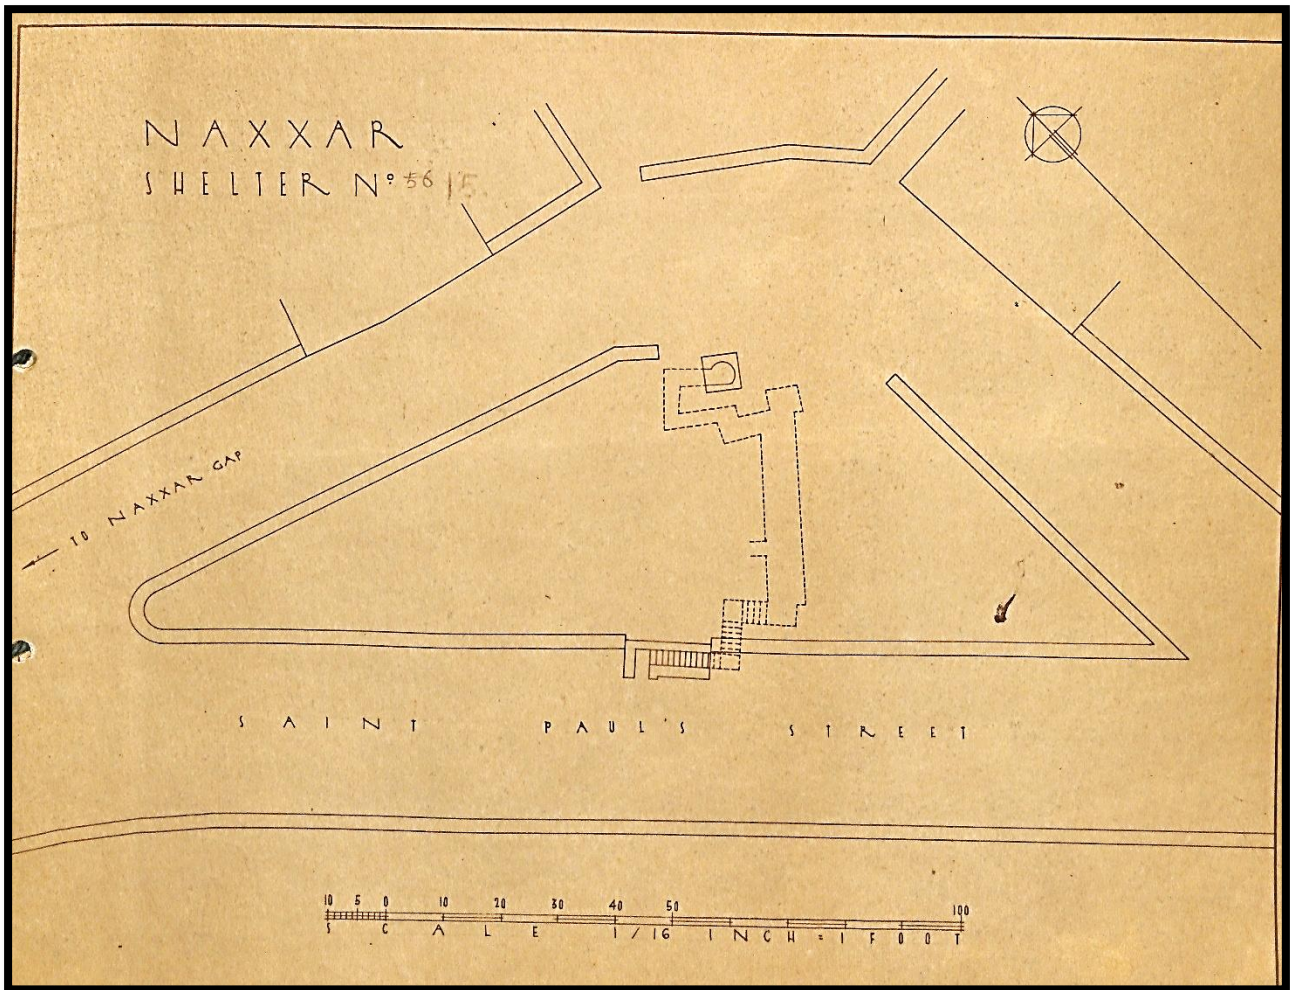 NAXXAR
SHELTER Nº 56 15
TO NAXXAR GAP
SAINT PAUL'S STREET
10 5 0 10 20 30 40 50 100
SCALE 1/16 INCH = 1 FOOT